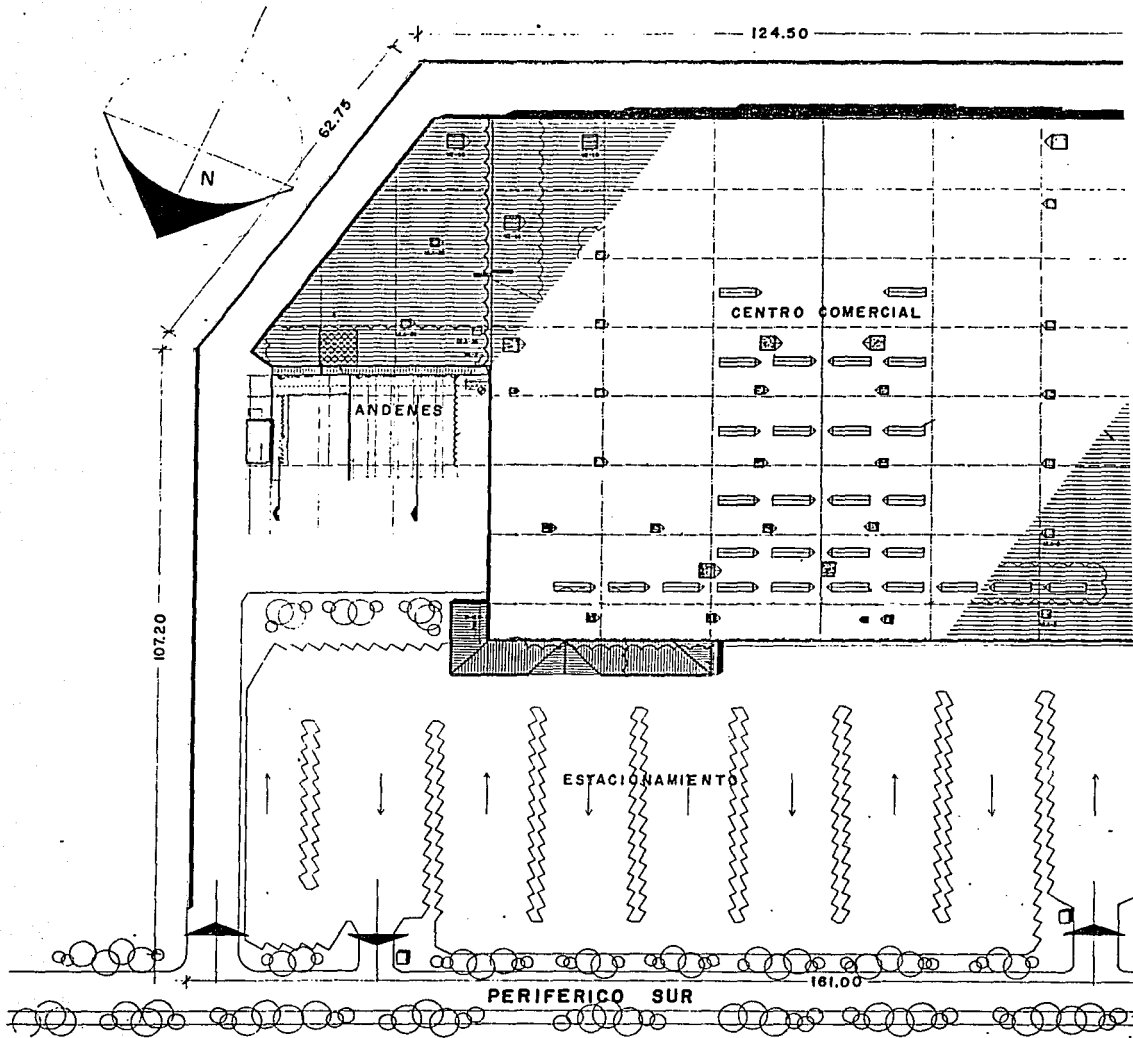 124.50
62.75
N
CENTRO COMERCIAL
ANDENES
107.20
ESTACIONAMIENTO
161.00
PERIFERICO SUR